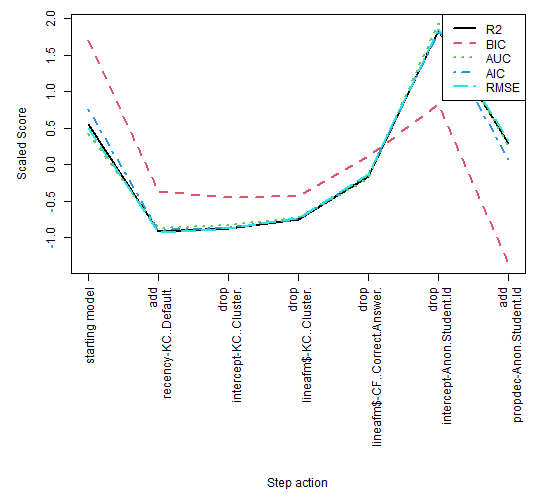 R2
BIC
AUC
AIC
RMSE
Scaled Score
2.0
1.5
1.0
0.5
0.0
-0.5
-1.0
starting model
add
recency-KC..Default.
drop
intercept-KC..Cluster.
drop
lineafm$-KC..Cluster.
drop
lineafm$-CF..Correct.Answer.
drop
intercept-Anon.Student.Id
add
propdec-Anon.Student.Id
Step action